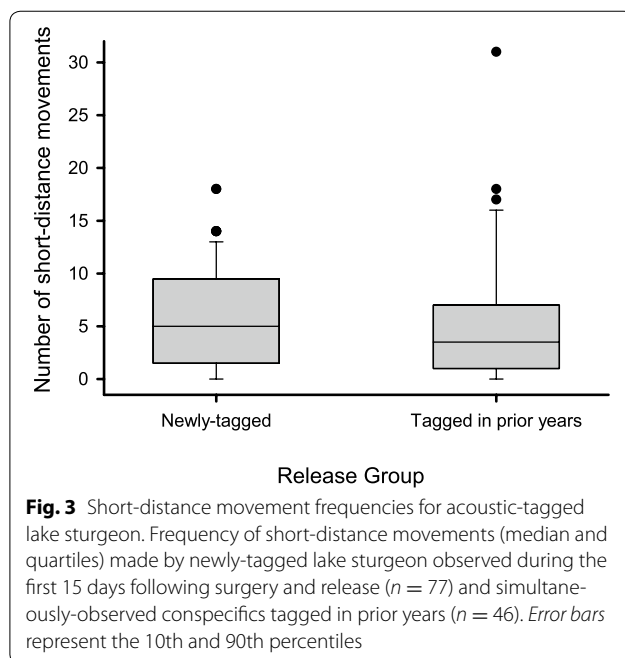 Number of short-distance movements
30
25
20
15
10
5
0
Newly-tagged
Tagged in prior years
Release Group
Fig. 3 Short-distance movement frequencies for acoustic-tagged
lake sturgeon. Frequency of short-distance movements (median and
quartiles) made by newly-tagged lake sturgeon observed during the
first 15 days following surgery and release (n = 77) and simultane-
ously-observed conspecifics tagged in prior years (n = 46). Error bars
represent the 10th and 90th percentiles